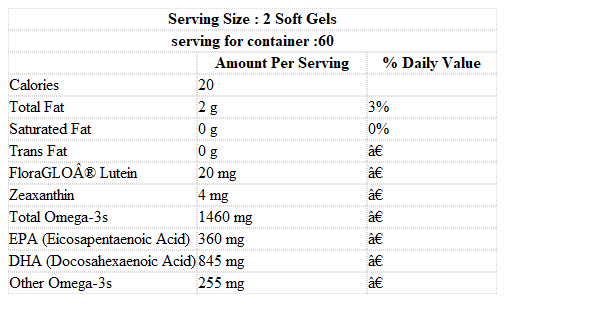 Serving Size : 2 Soft Gels
serving for container :60
Amount Per Serving % Daily Value
Calories 20
Total Fat 2 g 3%
Saturated Fat 0 g 0%
Trans Fat 0 g â€
FloraGLOÂ® Lutein 20 mg â€
Zeaxanthin 4 mg â€
Total Omega-3s 1460 mg â€
EPA (Eicosapentaenoic Acid) 360 mg â€
DHA (Docosahexaenoic Acid) 845 mg â€
Other Omega-3s 255 mg â€